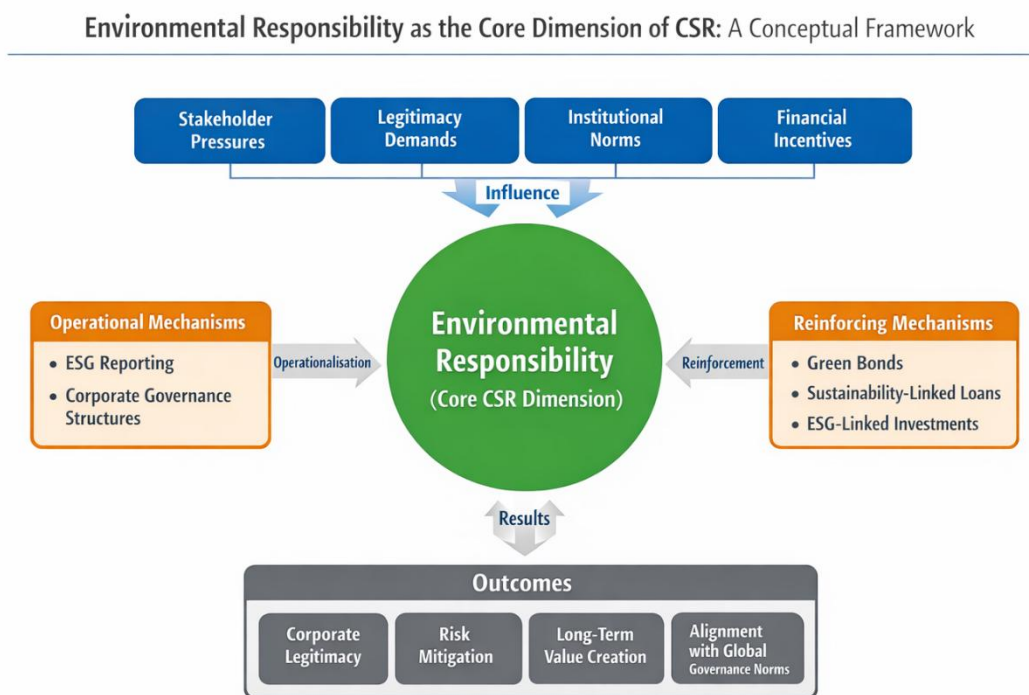 Environmental Responsibility as the Core Dimension of CSR: A Conceptual Framework
Stakeholder
Pressures
Legitimacy
Demands
Institutional
Norms
Financial
Incentives
Influence
Operational Mechanisms
• ESG Reporting
• Corporate Governance
Structures
Operationalisation
Environmental
Responsibility
(Core CSR Dimension)
Reinforcement
Reinforcing Mechanisms
• Green Bonds
• Sustainability-Linked Loans
• ESG-Linked Investments
Results
Outcomes
Corporate
Legitimacy
Risk
Mitigation
Long-Term
Value Creation
Alignment
with Global
Governance Norms